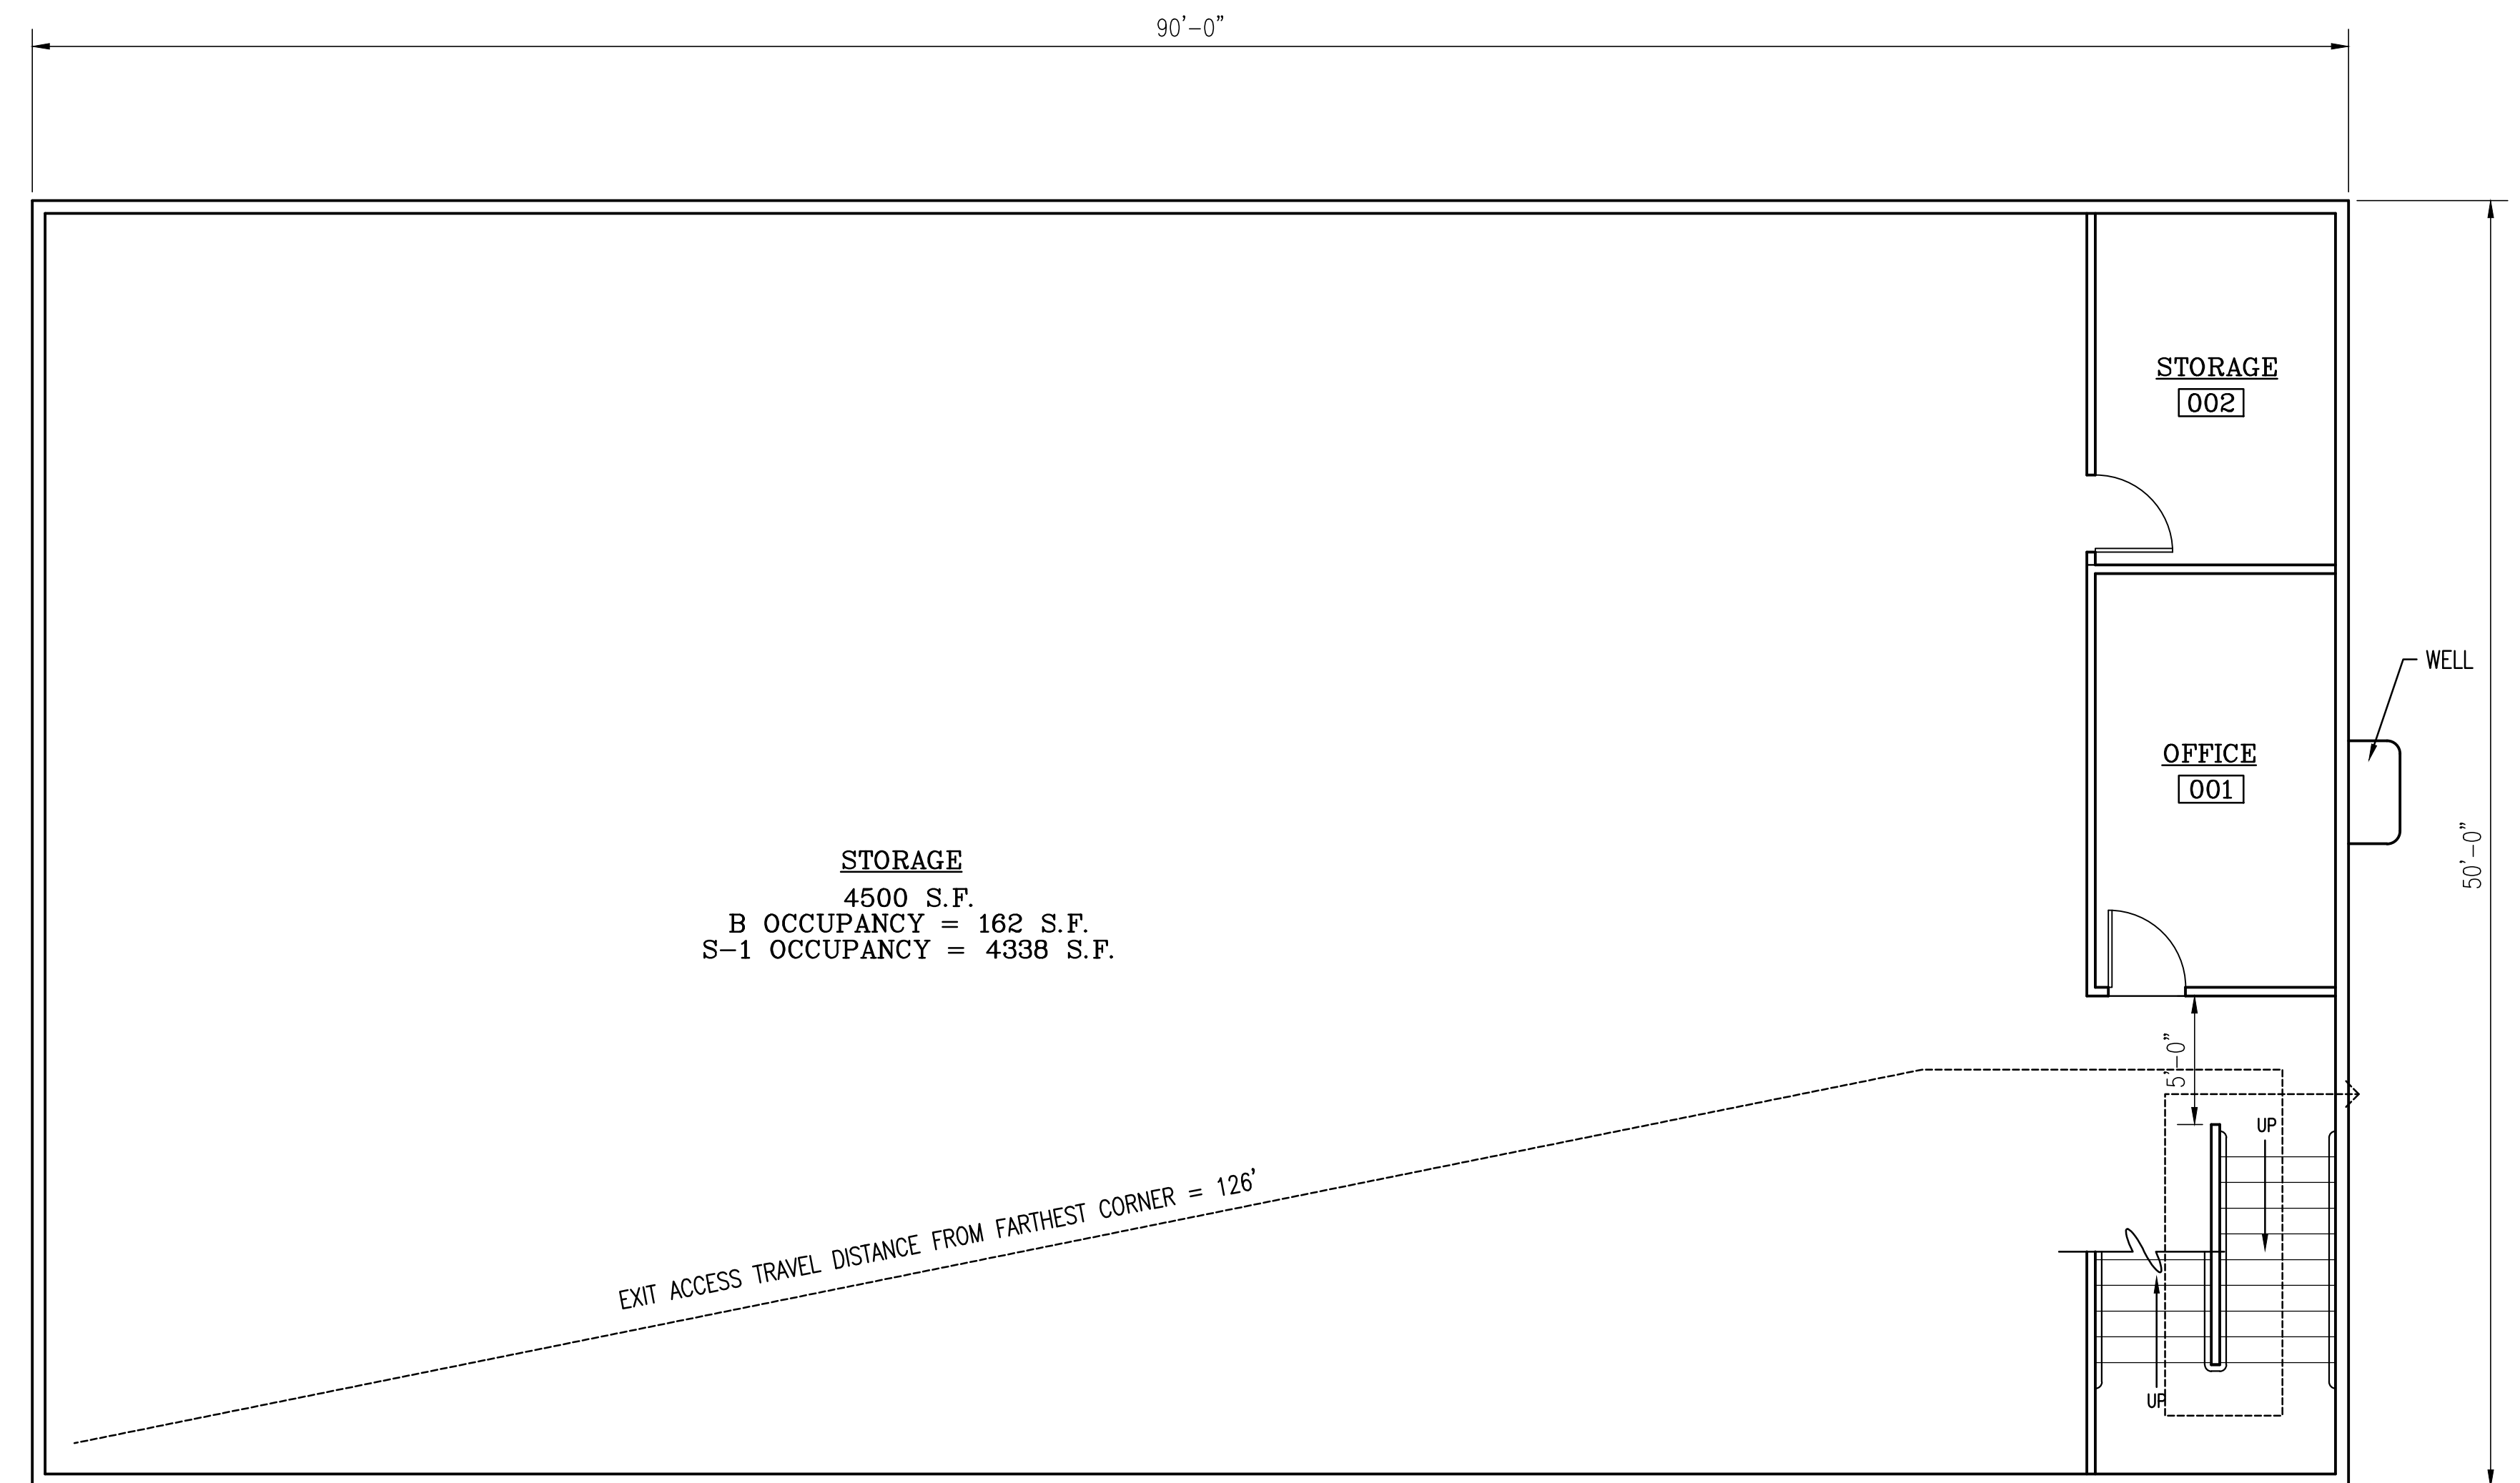 90'-0"
STORAGE
002
WELL
OFFICE
001
50'-0"
STORAGE
4500 S.F.
B OCCUPANCY = 162 S.F.
S-1 OCCUPANCY = 4338 S.F.
5'-0"
UP
EXIT ACCESS TRAVEL DISTANCE FROM FARTHEST CORNER = 126'
UP